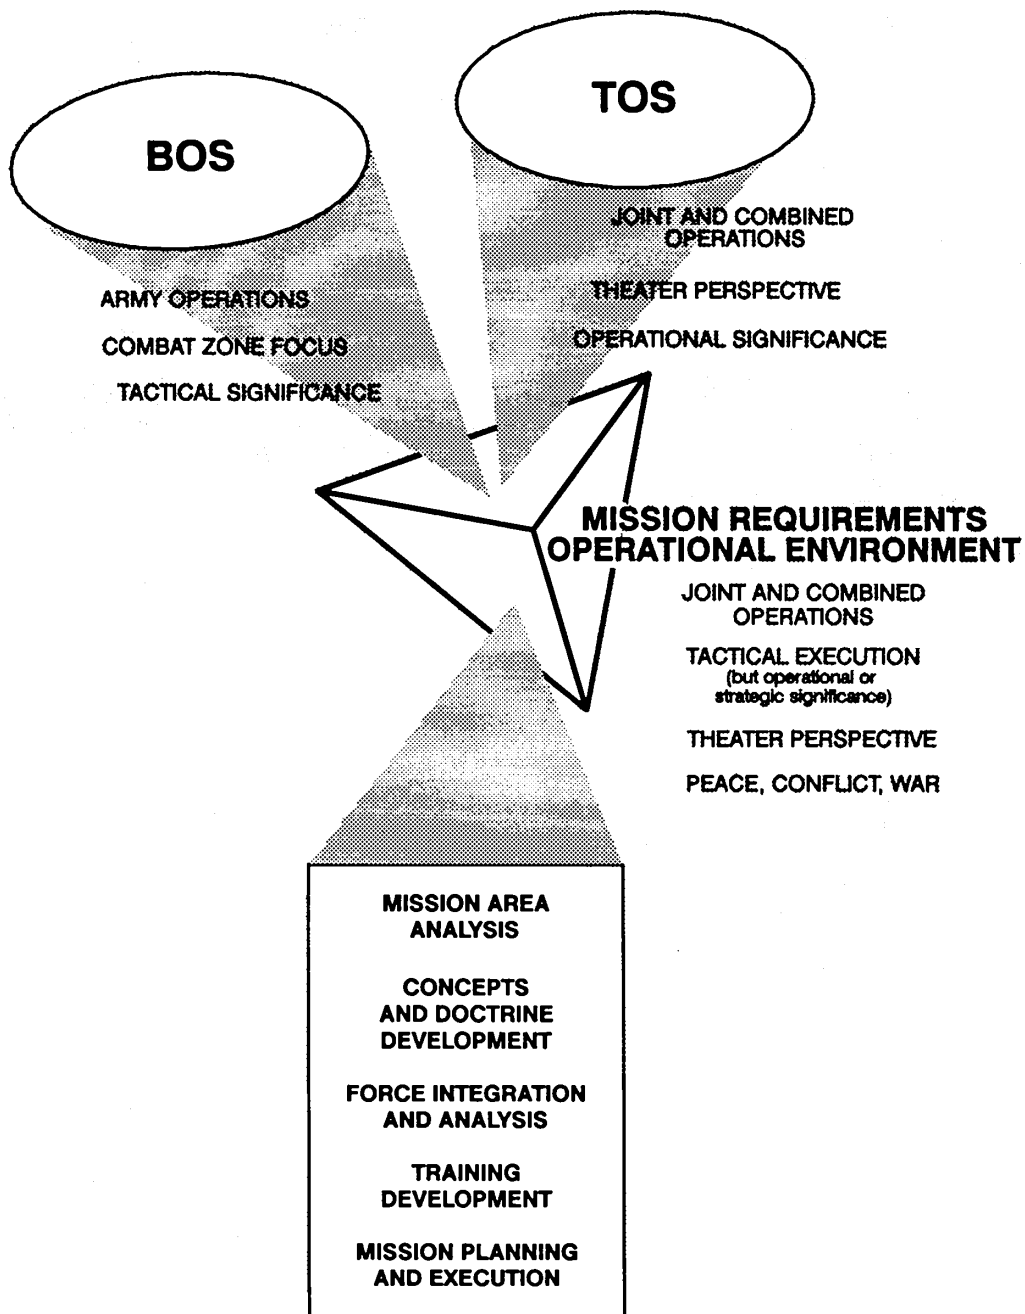 TOS
BOS
JOINT AND COMBINED
OPERATIONS
THEATER PERSPECTIVE
OPERATIONAL SIGNIFICANCE
ARMY OPERATIONS
COMBAT ZONE FOCUS
TACTICAL SIGNIFICANCE
MISSION REQUIREMENTS
OPERATIONAL ENVIRONMENT
JOINT AND COMBINED
OPERATIONS
TACTICAL EXECUTION
(but operational or
strategic significance)
THEATER PERSPECTIVE
PEACE, CONFLICT, WAR
MISSION AREA
ANALYSIS
CONCEPTS
AND DOCTRINE
DEVELOPMENT
FORCE INTEGRATION
AND ANALYSIS
TRAINING
DEVELOPMENT
MISSION PLANNING
AND EXECUTION